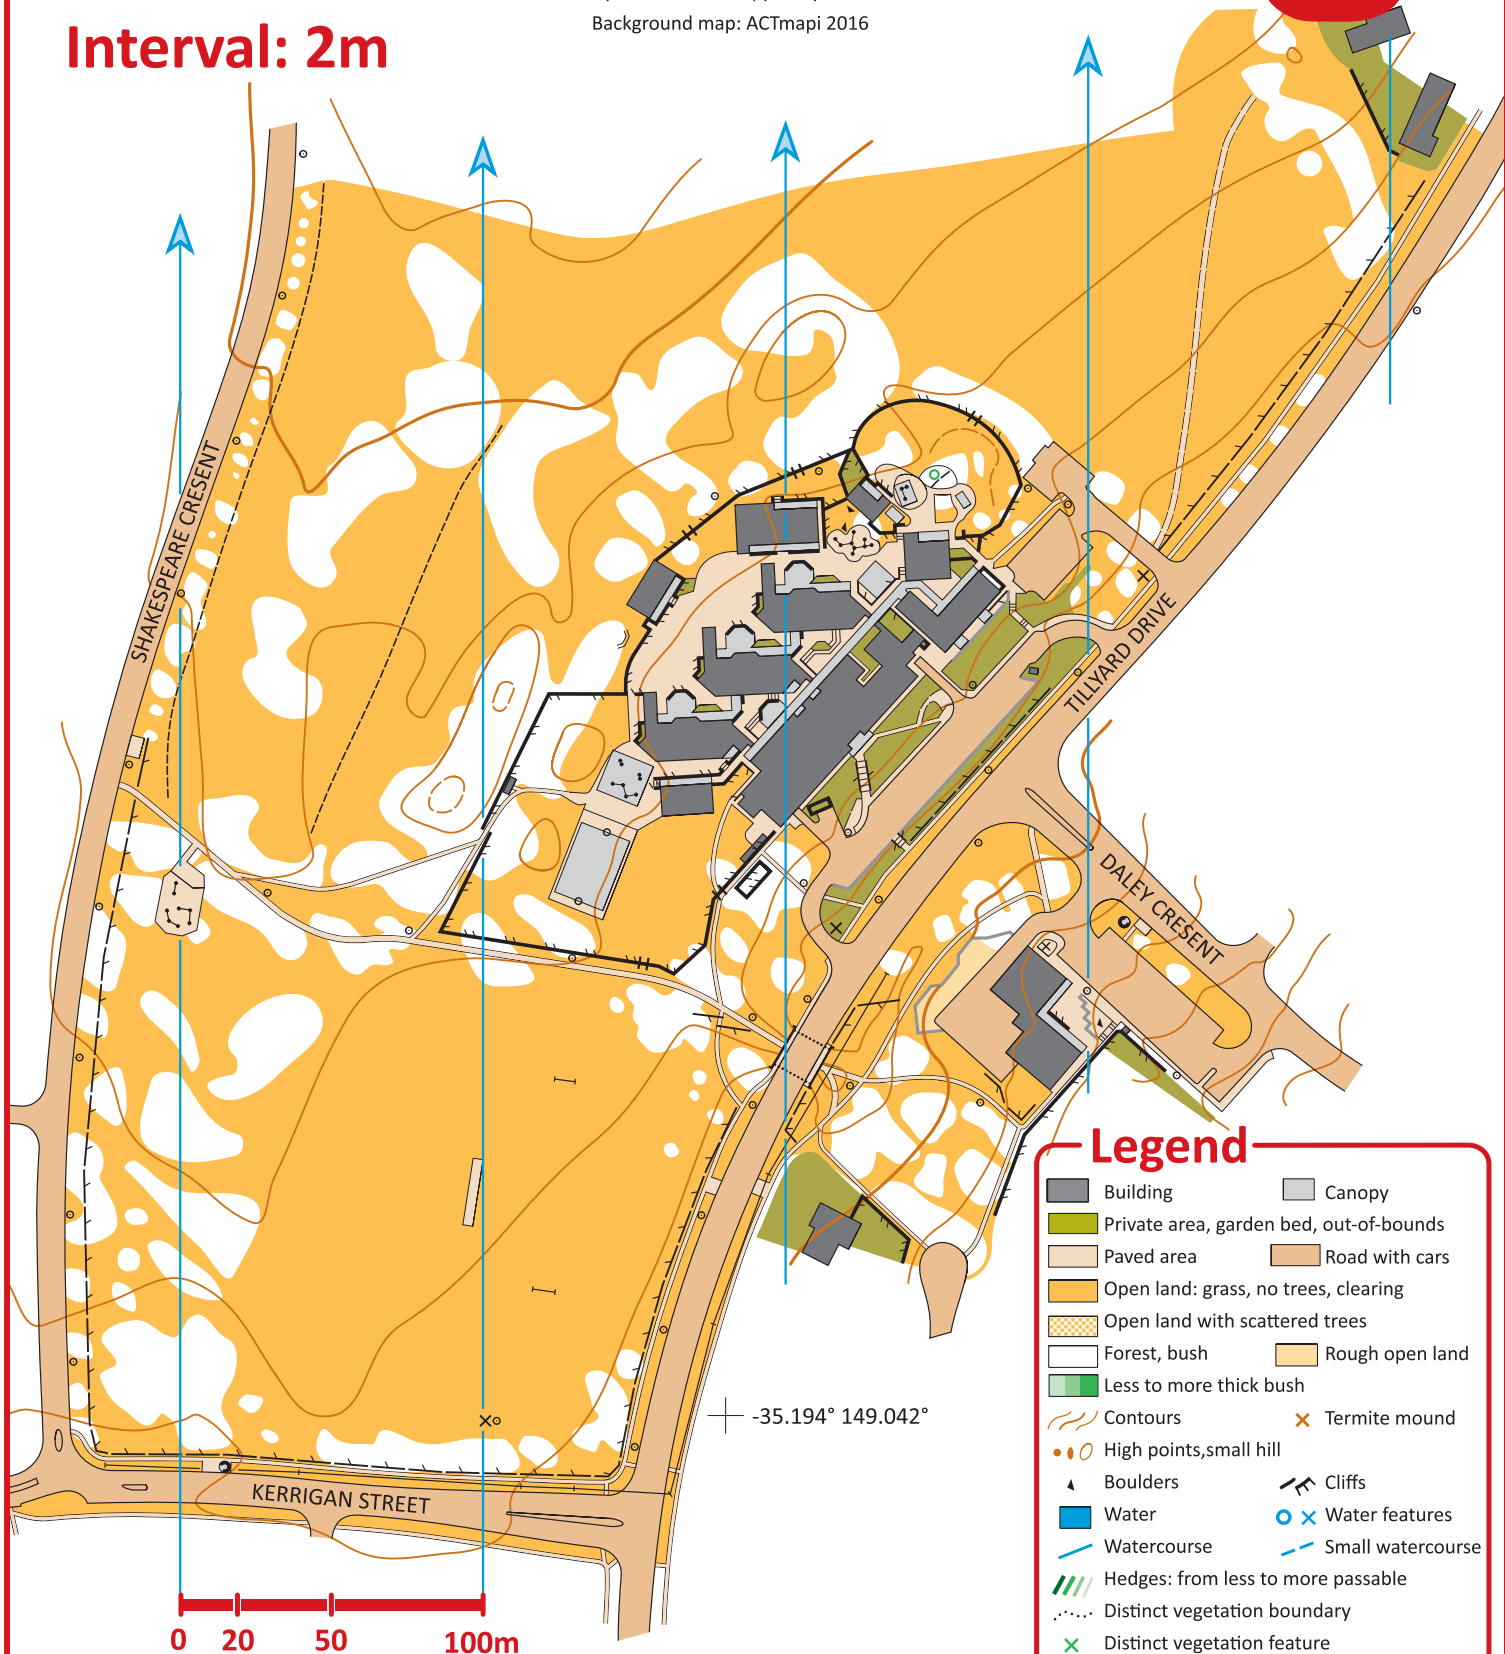 Interval: 2m
Background map: ACTmapi 2016
SHAKESPEARE CRESENT
TILLYARD DRIVE
DALEY CRESENT
KERRIGAN STREET
-35.194° 149.042°
0 20 50 100m
Legend
Building
Canopy
Private area, garden bed, out-of-bounds
Paved area
Road with cars
Open land: grass, no trees, clearing
Open land with scattered trees
Forest, bush
Rough open land
Less to more thick bush
Contours
Termite mound
High points,small hill
Boulders
Cliffs
Water
Water features
Watercourse
Small watercourse
Hedges: from less to more passable
Distinct vegetation boundary
Distinct vegetation feature